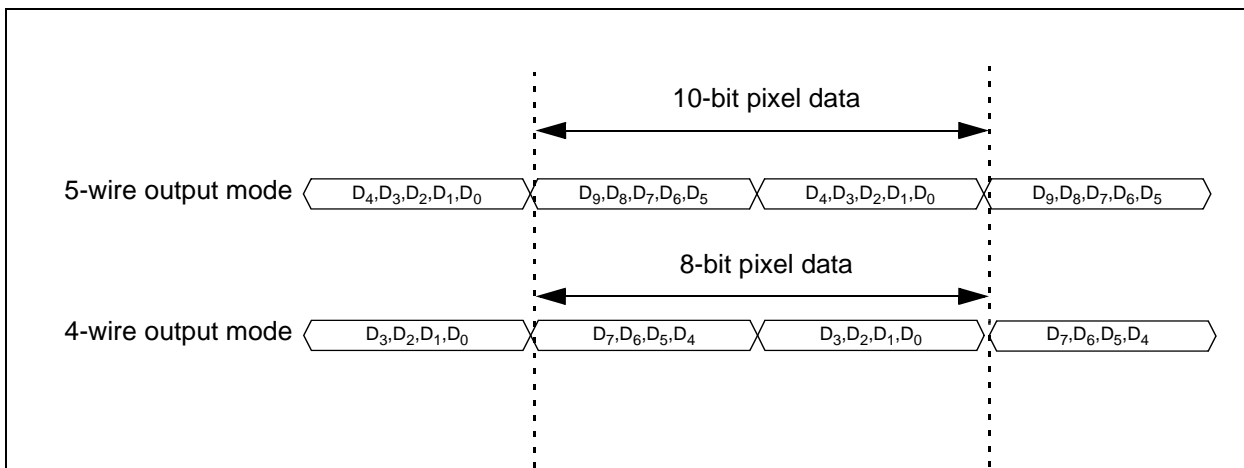 10-bit pixel data
5-wire output mode D4,D3,D2,D1,D0 D9,D8,D7,D6,D5 D4,D3,D2,D1,D0 D9,D8,D7,D6,D5
8-bit pixel data
4-wire output mode D3,D2,D1,D0 D7,D6,D5,D4 D3,D2,D1,D0 D7,D6,D5,D4